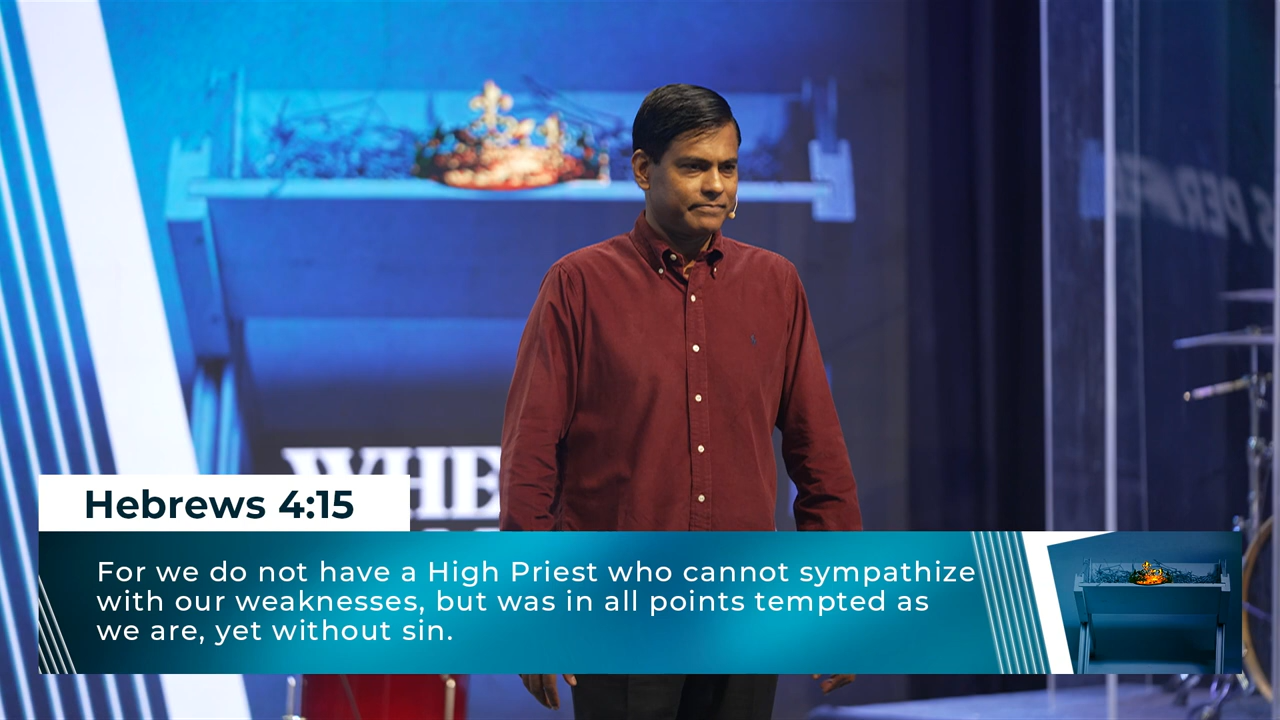 WHE
Hebrews 4:15
For we do not have a High Priest who cannot sympathize
with our weaknesses, but was in all points tempted as
we are, yet without sin.